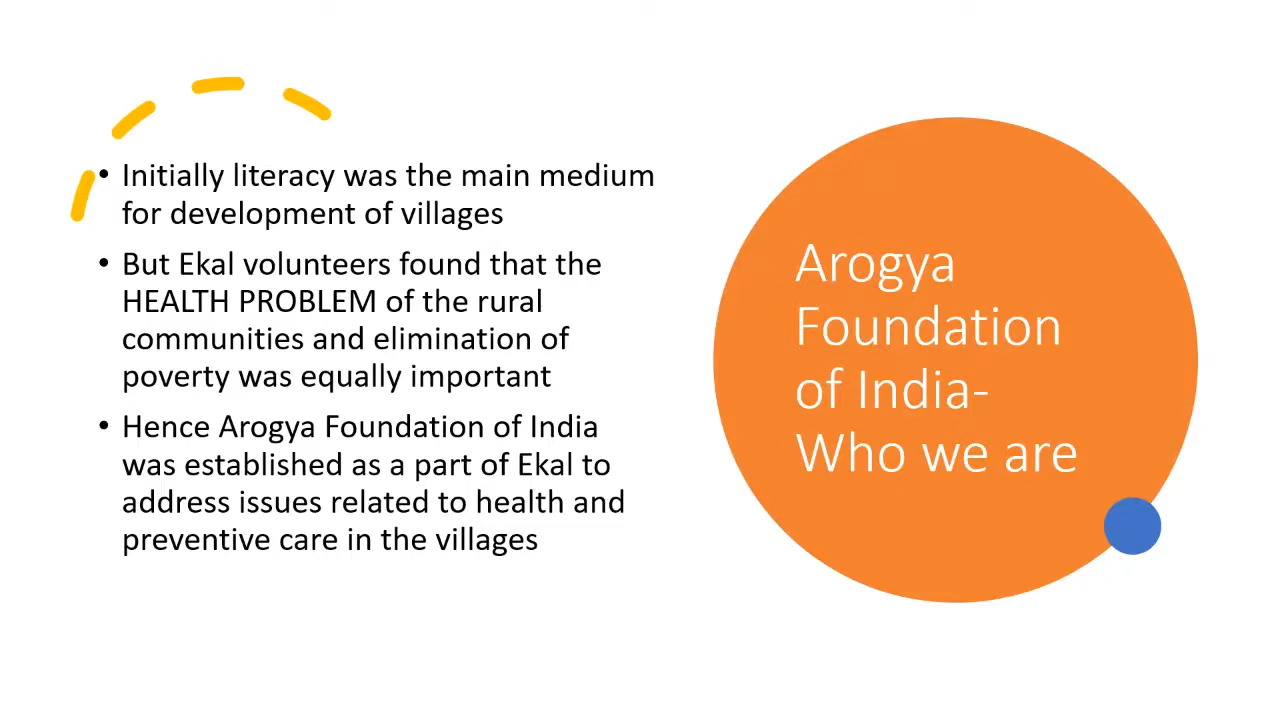 • Initially literacy was the main medium
for development of villages
• But Ekal volunteers found that the
HEALTH PROBLEM of the rural
communities and elimination of
poverty was equally important
• Hence Arogya Foundation of India
was established as a part of Ekal to
address issues related to health and
preventive care in the villages
Arogya
Foundation
of India-
Who we are